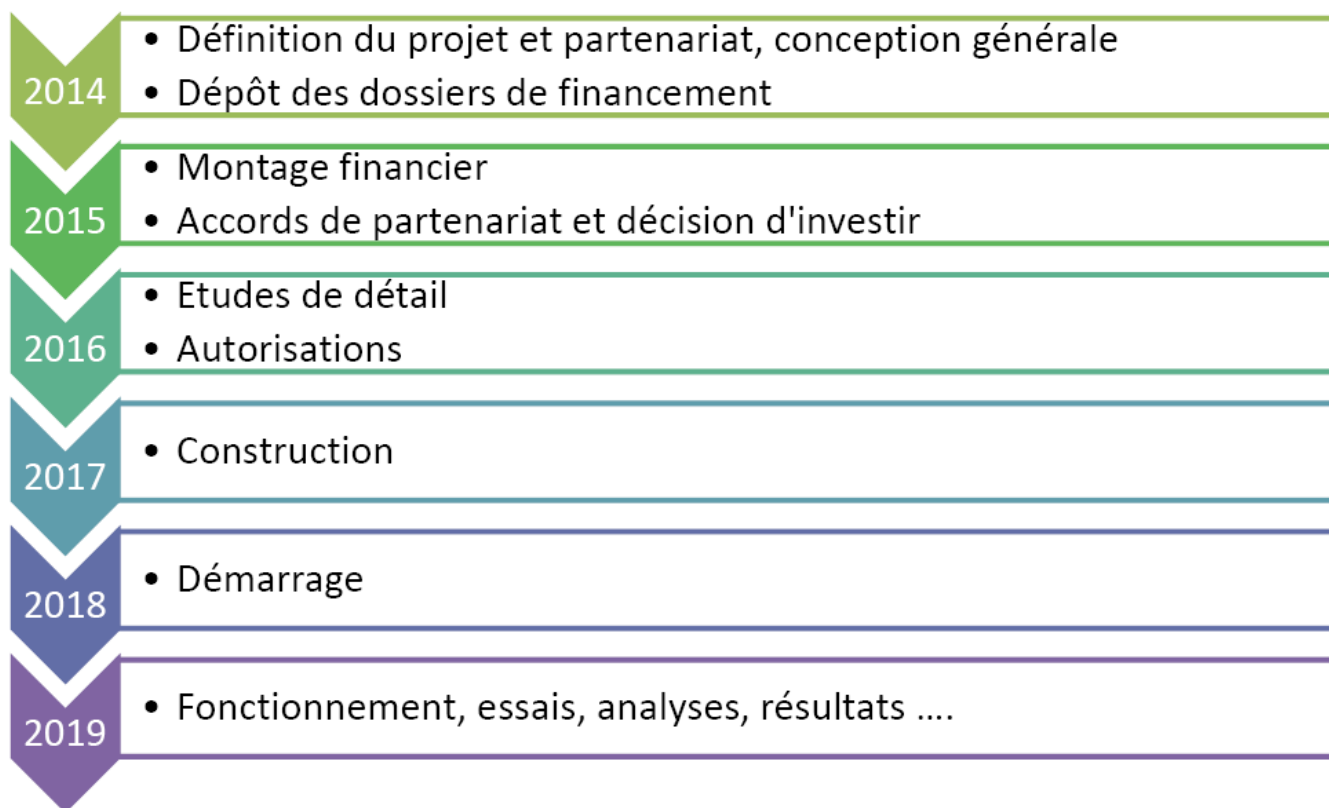 2014
• Définition du projet et partenariat, conception générale
• Dépôt des dossiers de financement
2015
• Montage financier
• Accords de partenariat et décision d'investir
2016
• Etudes de détail
• Autorisations
2017
• Construction
2018
• Démarrage
2019
• Fonctionnement, essais, analyses, résultats ....